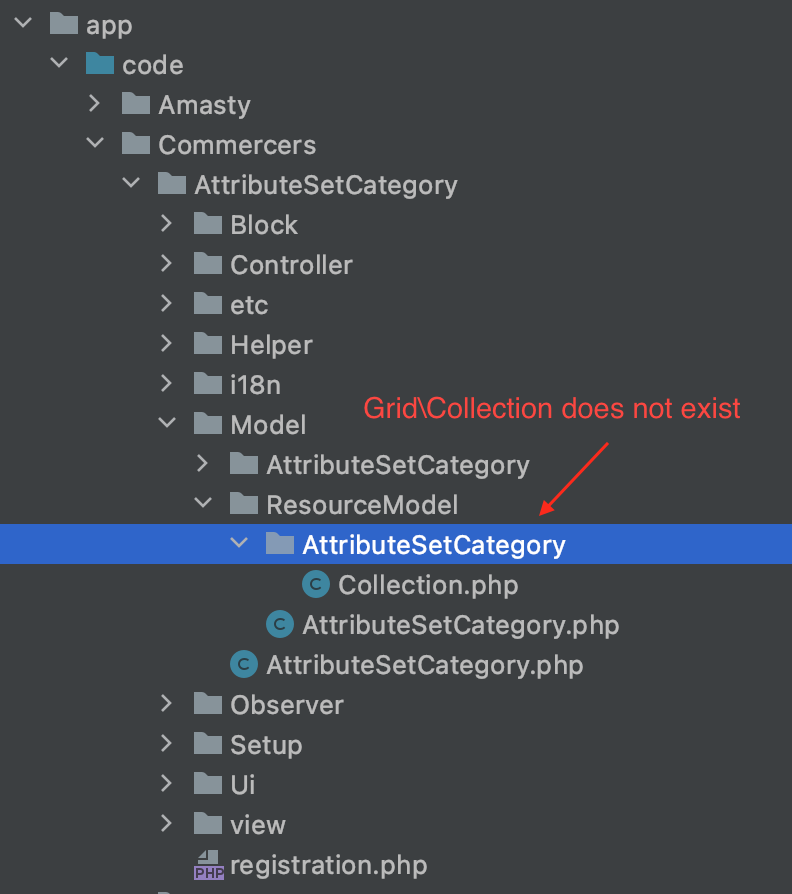 app
code
Amasty
Commercers
AttributeSetCategory
Block
Controller
etc
Helper
i18n
Grid\Collection does not exist
Model
AttributeSetCategory
ResourceModel
AttributeSetCategory
C Collection.php
C AttributeSetCategory.php
C AttributeSetCategory.php
Observer
Setup
Ui
view
PHP registration.php